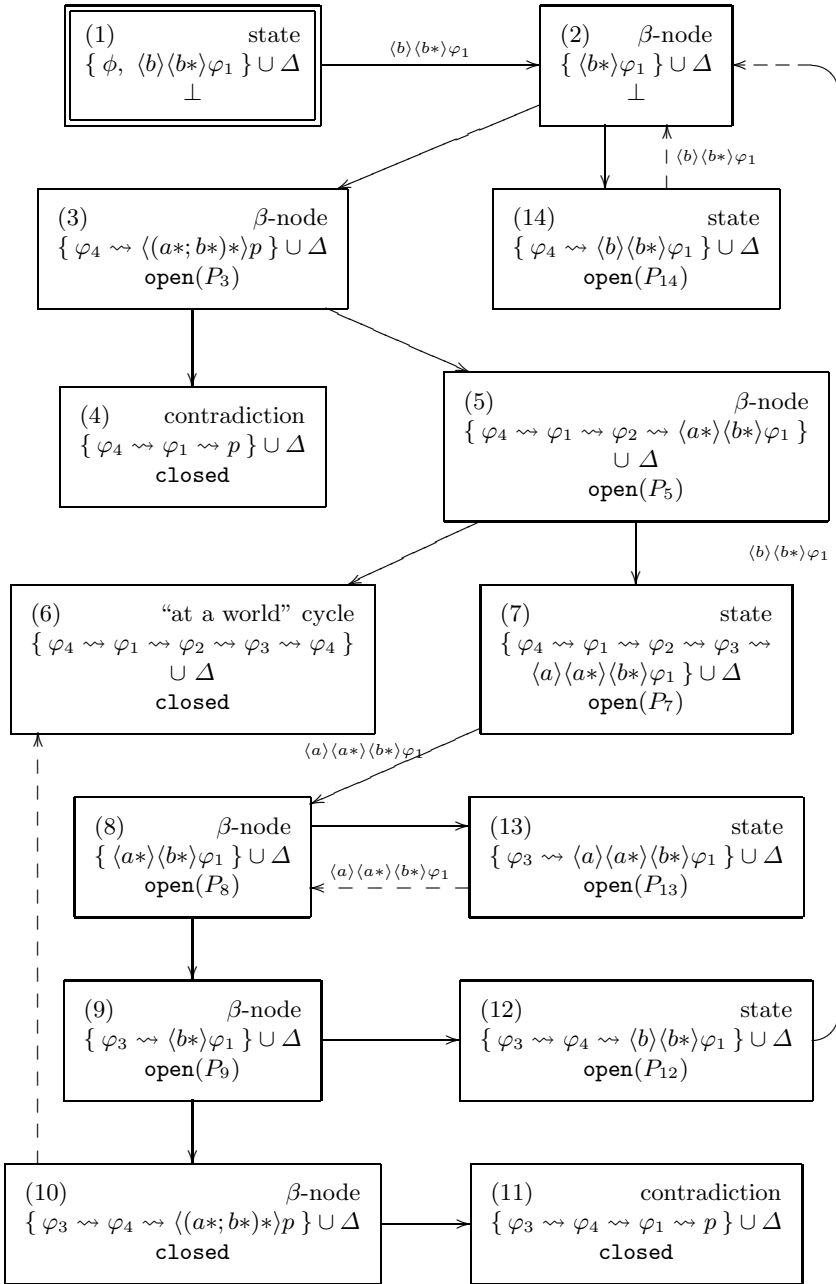 (1) state
{ ϕ, ⟨b⟩⟨b∗⟩φ₁ } ∪ Δ
⊥
⟨b⟩⟨b∗⟩φ₁
(2) β-node
{ ⟨b∗⟩φ₁ } ∪ Δ
⊥
⟨b⟩⟨b∗⟩φ₁
(3) β-node
{ φ₄ ⇝ ⟨(a∗; b∗)∗⟩p } ∪ Δ
open(P₃)
(14) state
{ φ₄ ⇝ ⟨b⟩⟨b∗⟩φ₁ } ∪ Δ
open(P₁₄)
(4) contradiction
{ φ₄ ⇝ φ₁ ⇝ p } ∪ Δ
closed
(5) β-node
{ φ₄ ⇝ φ₁ ⇝ φ₂ ⇝ ⟨a∗⟩⟨b∗⟩φ₁ }
∪ Δ
open(P₅)
⟨b⟩⟨b∗⟩φ₁
(6) “at a world” cycle
{ φ₄ ⇝ φ₁ ⇝ φ₂ ⇝ φ₃ ⇝ φ₄ }
∪ Δ
closed
(7) state
{ φ₄ ⇝ φ₁ ⇝ φ₂ ⇝ φ₃ ⇝
⟨a⟩⟨a∗⟩⟨b∗⟩φ₁ } ∪ Δ
open(P₇)
⟨a⟩⟨a∗⟩⟨b∗⟩φ₁
(8) β-node
{ ⟨a∗⟩⟨b∗⟩φ₁ } ∪ Δ
open(P₈)
⟨a⟩⟨a∗⟩⟨b∗⟩φ₁
(13) state
{ φ₃ ⇝ ⟨a⟩⟨a∗⟩⟨b∗⟩φ₁ } ∪ Δ
open(P₁₃)
(9) β-node
{ φ₃ ⇝ ⟨b∗⟩φ₁ } ∪ Δ
open(P₉)
(12) state
{ φ₃ ⇝ φ₄ ⇝ ⟨b⟩⟨b∗⟩φ₁ } ∪ Δ
open(P₁₂)
(10) β-node
{ φ₃ ⇝ φ₄ ⇝ ⟨(a∗; b∗)∗⟩p } ∪ Δ
closed
(11) contradiction
{ φ₃ ⇝ φ₄ ⇝ φ₁ ⇝ p } ∪ Δ
closed